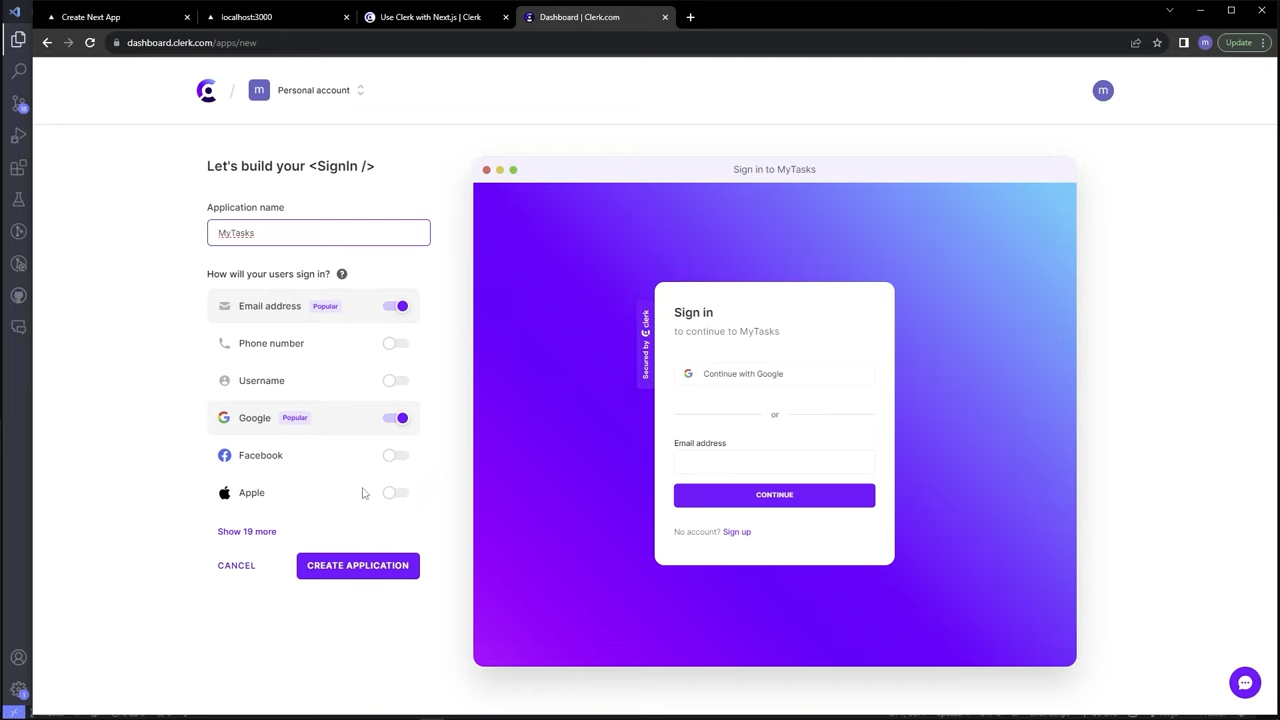 Create Next App
localhost:3000
Use Clerk with Next.js | Clerk
Dashboard | Clerk.com
dashboard.clerk.com/apps/new
m
Update
m
Personal account
m
Let's build your <SignIn />
Application name
MyTasks
How will your users sign in?
Email address
Popular
Phone number
Username
Google
Popular
Facebook
Apple
Show 19 more
CANCEL
CREATE APPLICATION
Sign in to MyTasks
Secured by clerk
Sign in
to continue to MyTasks
Continue with Google
or
Email address
CONTINUE
No account? Sign up